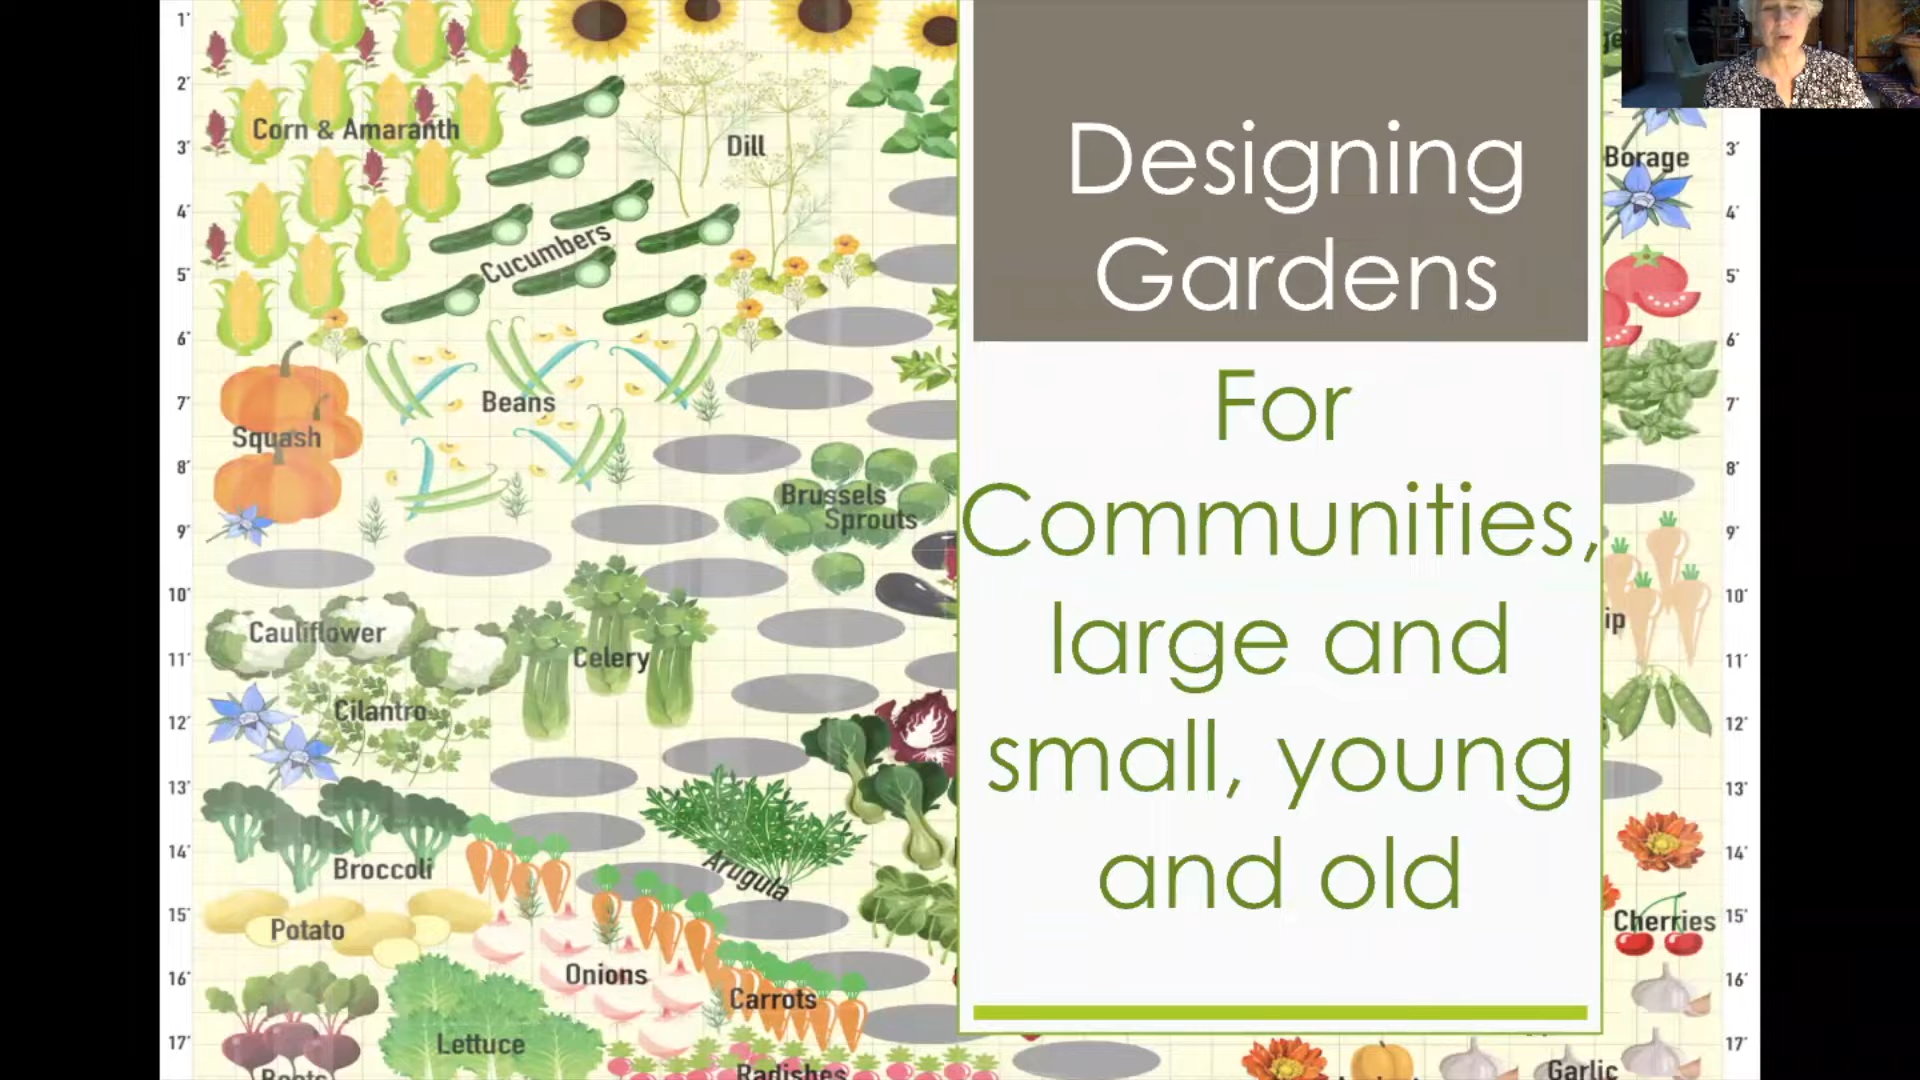 Designing
Gardens
For
Communities,
large and
small, young
and old
1'
2'
3'
4'
5'
6'
7'
8'
9'
10'
11'
12'
13'
14'
15'
16'
17'
Corn & Amaranth
Dill
Cucumbers
Beans
Squash
Brussels
Sprouts
Cauliflower
Celery
Cilantro
Broccoli
Arugula
Potato
Onions
Carrots
Lettuce
Beets
Radishes
Borage
ip
Cherries
Garlic
3'
4'
5'
6'
7'
8'
9'
10'
11'
12'
13'
14'
15'
16'
17'